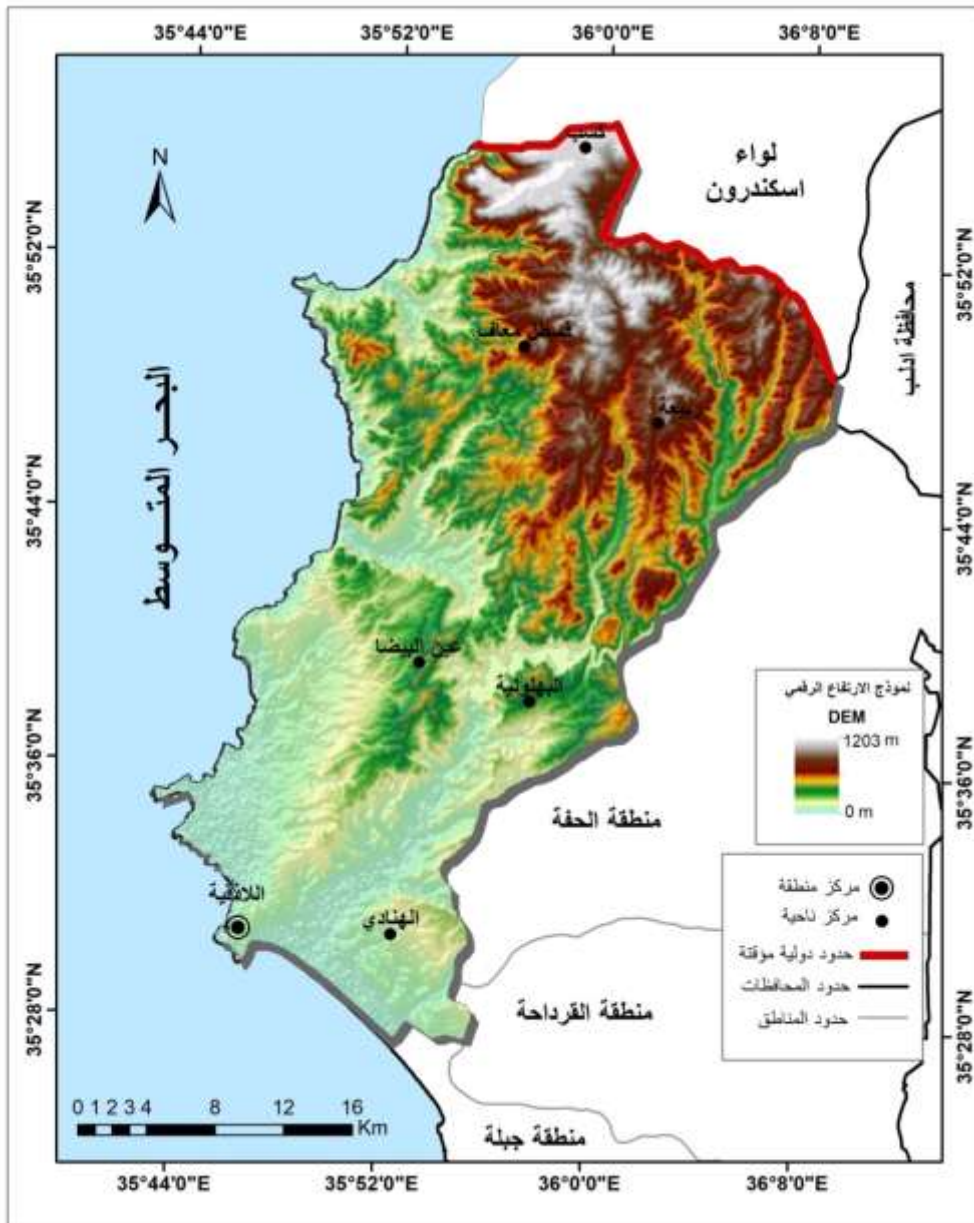 35°44'0"E
35°52'0"E
36°0'0"E
36°8'0"E
N
كسب
لواء
اسكندرون
35°52'0"N
35°52'0"N
محافظة ادلب
قسطل معاف
ربيعة
البحر المتوسط
35°44'0"N
35°44'0"N
عين البيضا
البهلولية
نموذج الارتفاع الرقمي
DEM
1203 m
0 m
35°36'0"N
35°36'0"N
منطقة الحفة
اللاذقية
الهنادي
مركز منطقة
مركز ناحية
حدود دولية مؤقتة
حدود المحافظات
حدود المناطق
منطقة القرداحة
35°28'0"N
35°28'0"N
0 1 2 3 4 8 12 16
Km
منطقة جبلة
35°44'0"E
35°52'0"E
36°0'0"E
36°8'0"E